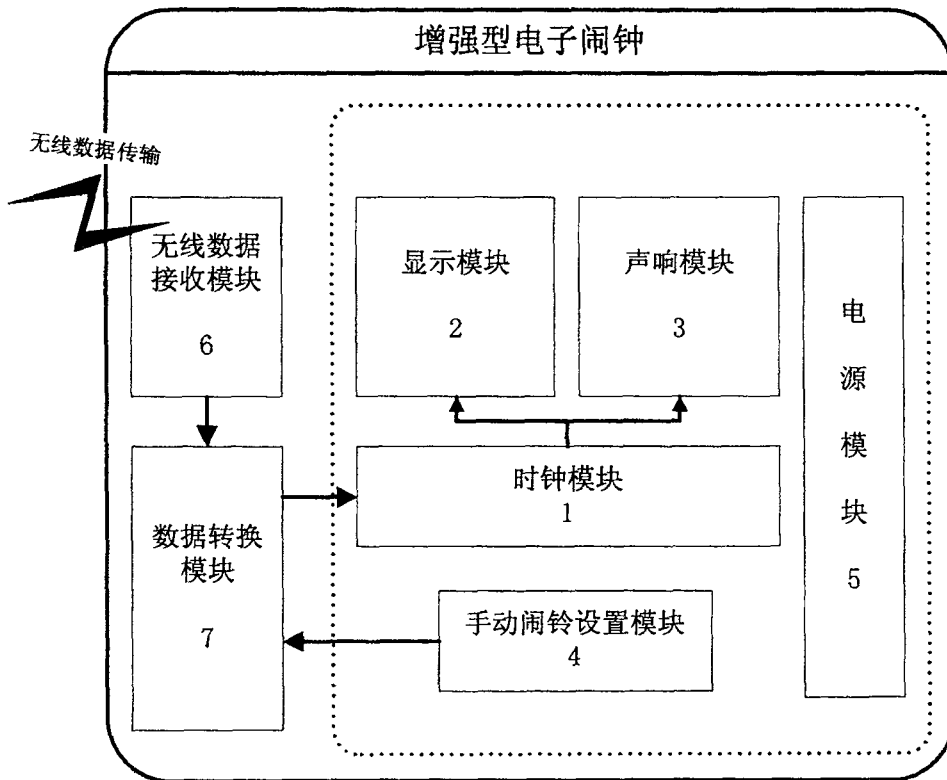 增强型电子闹钟
无线数据传输
无线数据
接收模块
6
显示模块
2
声响模块
3
电
源
模
块
5
时钟模块
1
数据转换
模块
7
手动闹铃设置模块
4